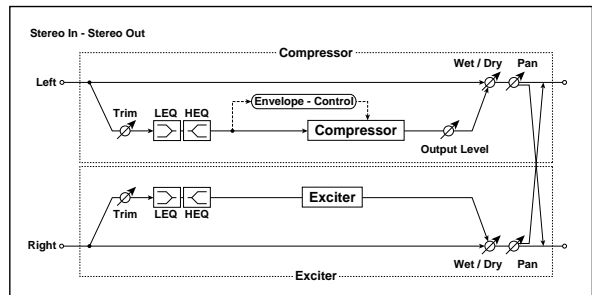 Stereo In - Stereo Out
Compressor
Wet / Dry Pan
Left
Envelope - Control
Trim LEQ HEQ
Compressor
Output Level
Exciter
Trim LEQ HEQ
Right
Wet / Dry Pan
Exciter